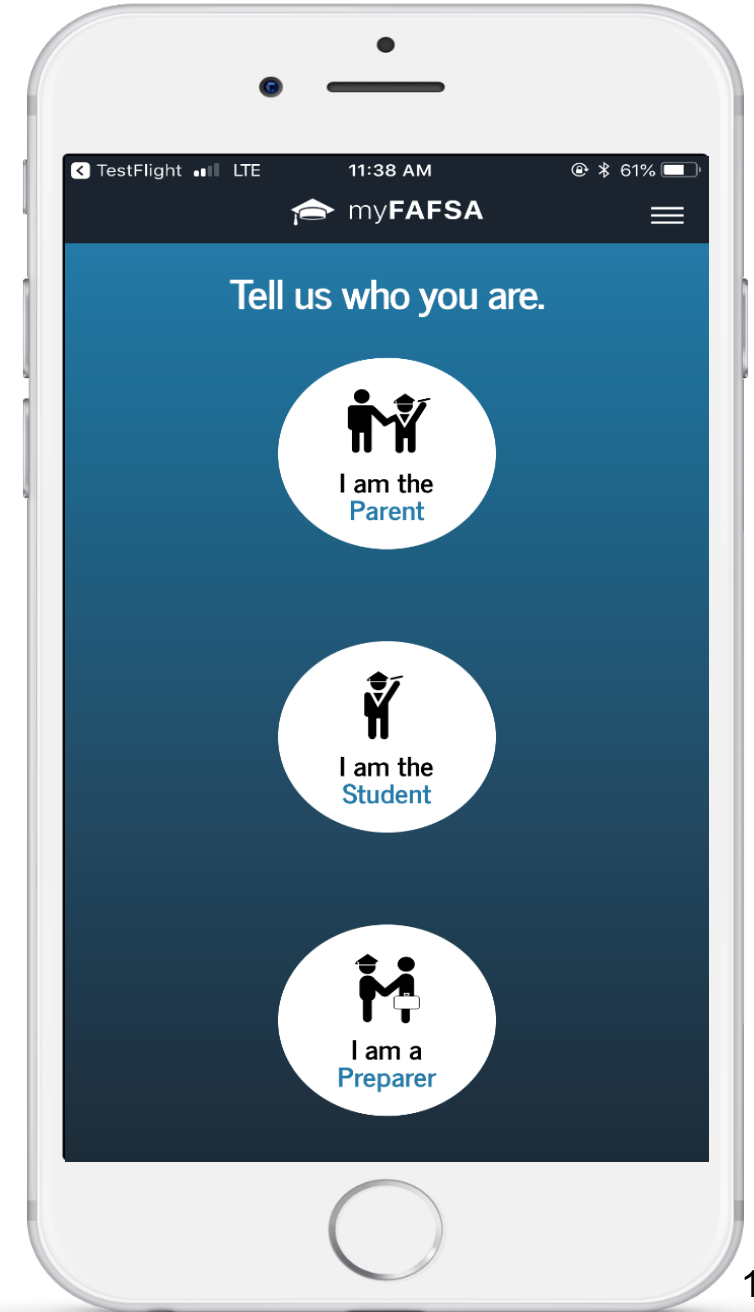 TestFlight LTE 11:38 AM 61%
myFAFSA
Tell us who you are.
I am the
Parent
I am the
Student
I am a
Preparer
1